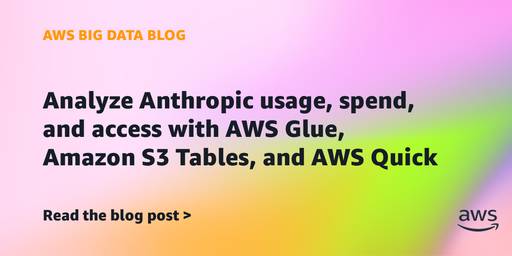 AWS BIG DATA BLOG
Analyze Anthropic usage, spend,
and access with AWS Glue,
Amazon S3 Tables, and AWS Quick
Read the blog post >
aws